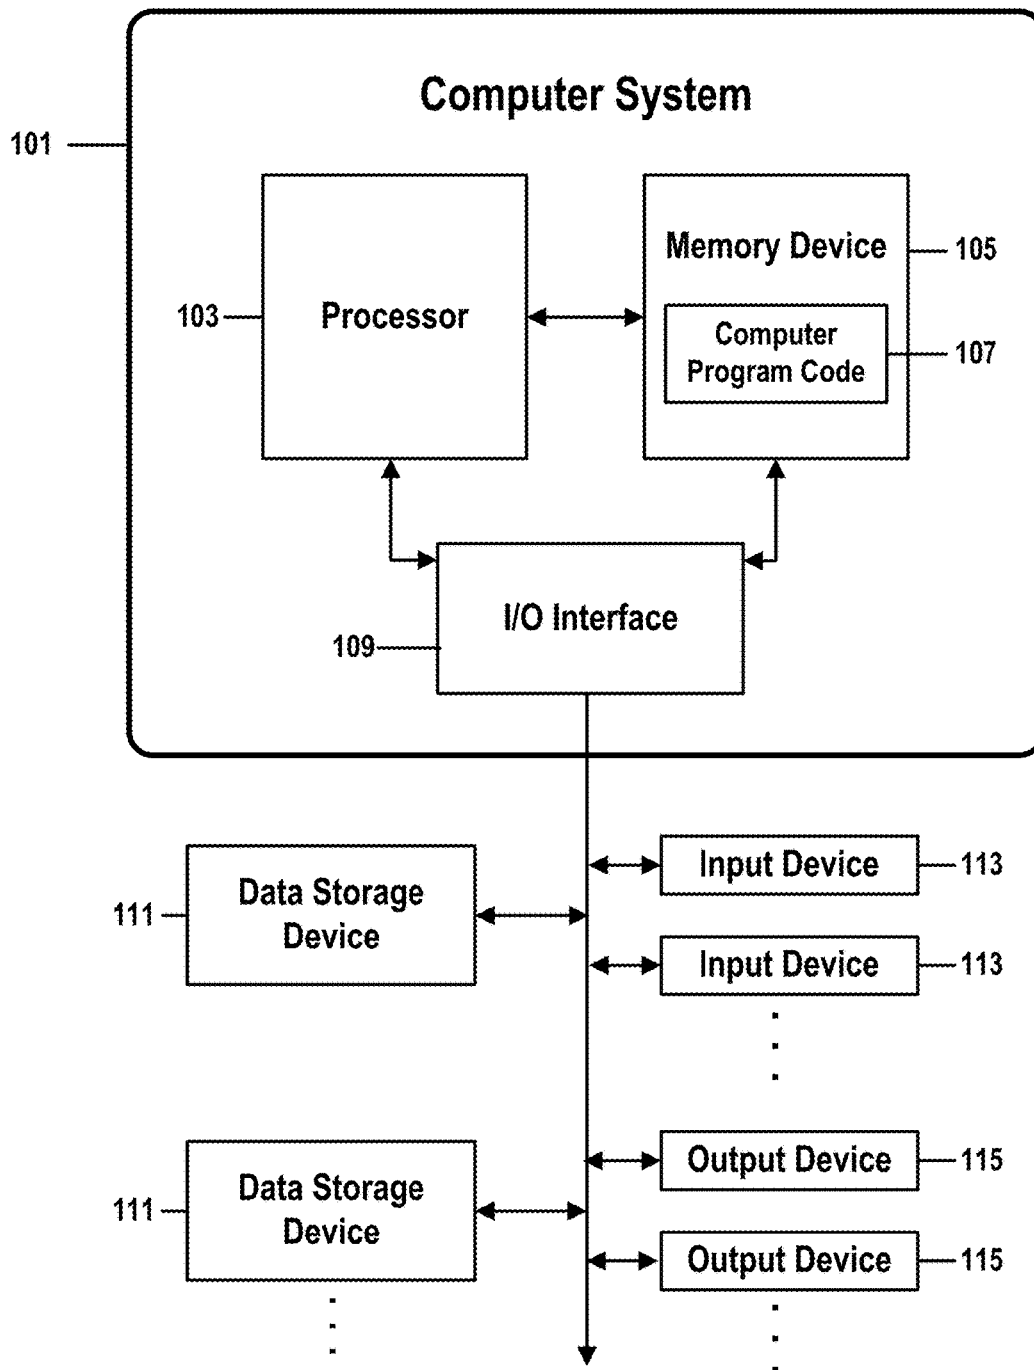 Computer System
101
Processor
103
Memory Device
105
Computer
Program Code
107
I/O Interface
109
Data Storage
Device
111
Input Device
113
Input Device
113
Data Storage
Device
111
Output Device
115
Output Device
115